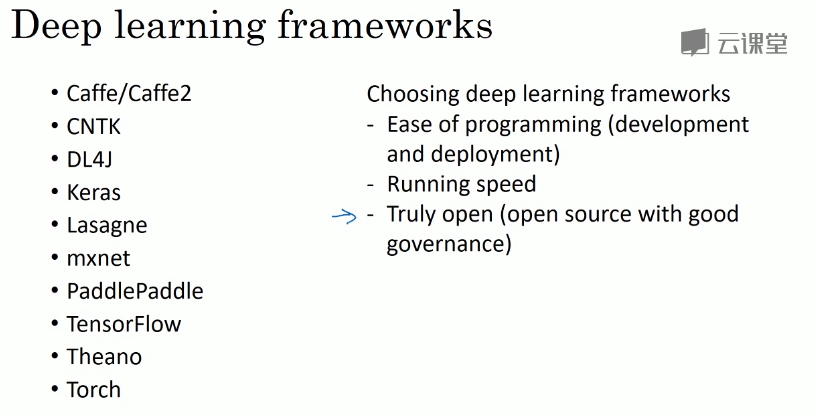 Deep learning frameworks
云课堂
• Caffe/Caffe2
• CNTK
• DL4J
• Keras
• Lasagne
• mxnet
• PaddlePaddle
• TensorFlow
• Theano
• Torch
Choosing deep learning frameworks
- Ease of programming (development
and deployment)
- Running speed
- Truly open (open source with good
governance)